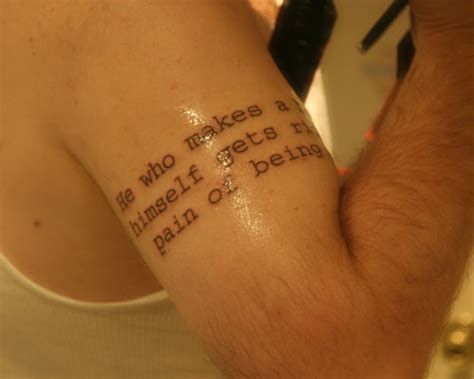 He who makes a
himself gets
pain of being